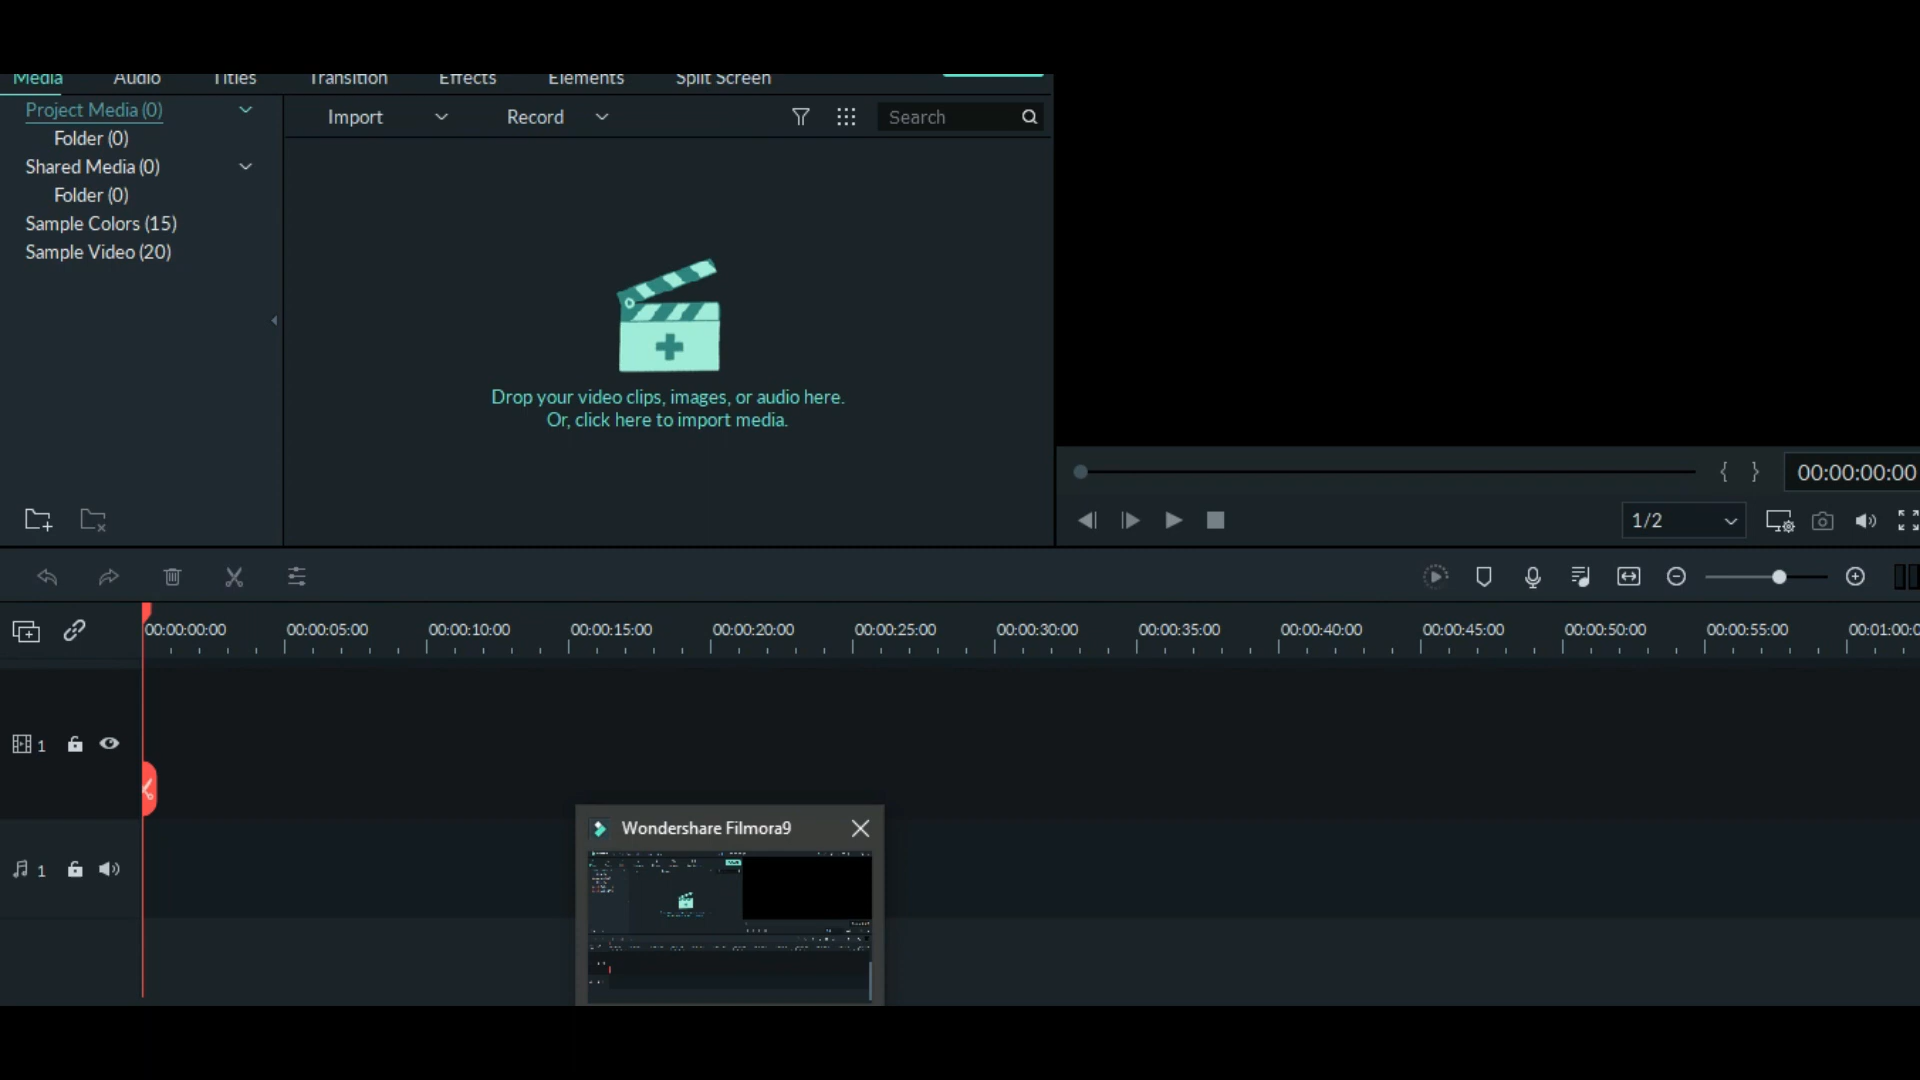 Media Audio Titles Transition Effects Elements Split Screen
Project Media (0)
Folder (0)
Shared Media (0)
Folder (0)
Sample Colors (15)
Sample Video (20)
Import Record Search
Drop your video clips, images, or audio here.
Or, click here to import media.
{ } 00:00:00:00
1/2
00:00:00:00 00:00:05:00 00:00:10:00 00:00:15:00 00:00:20:00 00:00:25:00 00:00:30:00 00:00:35:00 00:00:40:00 00:00:45:00 00:00:50:00 00:00:55:00 00:01:00:0
1
Wondershare Filmora9
1